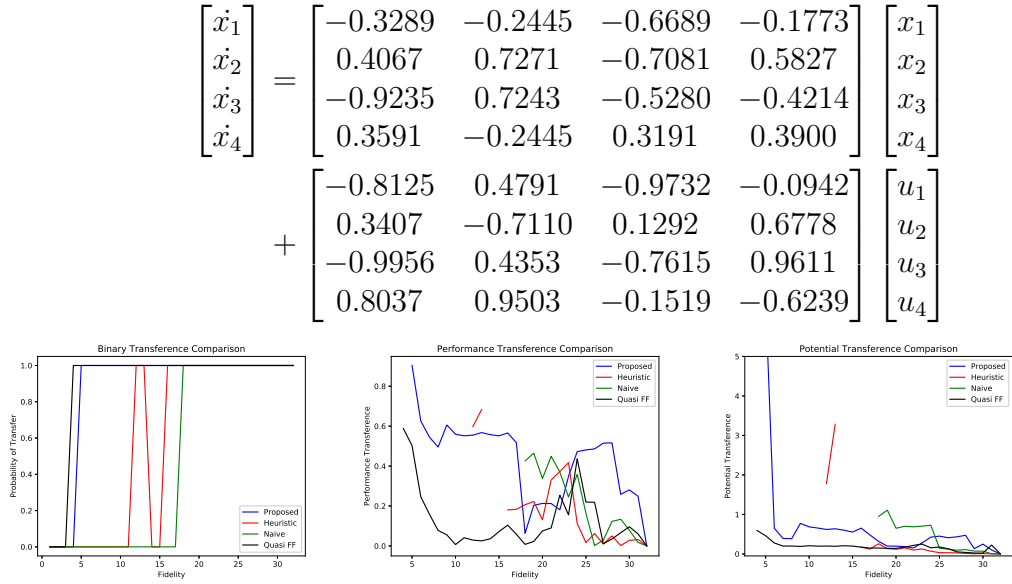 ẋ1 −0.3289 −0.2445 −0.6689 −0.1773 x1
ẋ2 = 0.4067 0.7271 −0.7081 0.5827 x2
ẋ3 −0.9235 0.7243 −0.5280 −0.4214 x3
ẋ4 0.3591 −0.2445 0.3191 0.3900 x4
−0.8125 0.4791 −0.9732 −0.0942 u1
+ 0.3407 −0.7110 0.1292 0.6778 u2
−0.9956 0.4353 −0.7615 0.9611 u3
0.8037 0.9503 −0.1519 −0.6239 u4
Binary Transference Comparison
Probability of Transfer
1.0
0.8
0.6
0.4
0.2
0.0
Proposed
Heuristic
Naive
Quasi FF
0 5 10 15 20 25 30
Fidelity
Performance Transference Comparison
Performance Transference
0.8
0.6
0.4
0.2
0.0
Proposed
Heuristic
Naive
Quasi FF
5 10 15 20 25 30
Fidelity
Potential Transference Comparison
Potential Transference
5
4
3
2
1
0
Proposed
Heuristic
Naive
Quasi FF
5 10 15 20 25 30
Fidelity